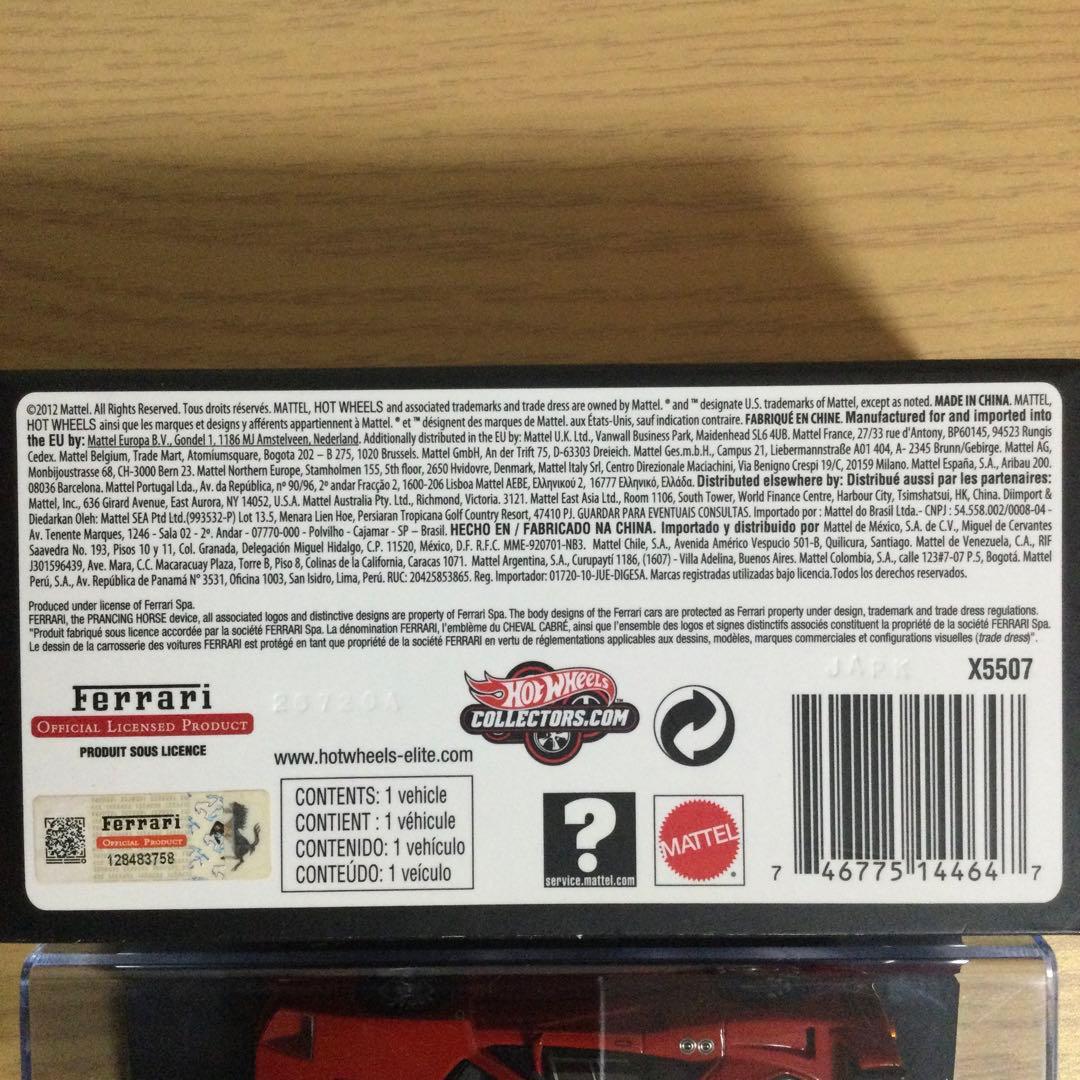 ©2012 Mattel. All Rights Reserved. Tous droits réservés. MATTEL, HOT WHEELS and associated trademarks and trade dress are owned by Mattel. ® and ™ designate U.S. trademarks of Mattel, except as noted. MADE IN CHINA. MATTEL,
HOT WHEELS ainsi que les marques et designs y afférents appartiennent à Mattel. ® et ™ désignent des marques de Mattel. aux États-Unis, sauf indication contraire. FABRIQUÉ EN CHINE. Manufactured for and imported into
the EU by: Mattel Europa B.V., Gondel 1, 1186 MJ Amstelveen, Nederland. Additionally distributed in the EU by: Mattel U.K. Ltd., Vanwall Business Park, Maidenhead SL6 4UB. Mattel France, 27/33 rue d'Antony, BP60145, 94523 Rungis
Cedex. Mattel Belgium, Trade Mart, Atomiumsquare, Bogota 202 – B 275, 1020 Brussels. Mattel GmbH, An der Trift 75, D-63303 Dreieich. Mattel Ges.m.b.H., Campus 21, Liebermannstraße A01 404, A- 2345 Brunn/Gebirge. Mattel AG,
Monbijoustrasse 68, CH-3000 Bern 23. Mattel Northern Europe, Stamholmen 155, 5th floor, 2650 Hvidovre, Denmark, Mattel Italy Srl, Centro Direzionale Maciachini, Via Benigno Crespi 19/C, 20159 Milano. Mattel España, S.A., Aribau 200.
08036 Barcelona. Mattel Portugal Lda., Av. da República, nº 90/96, 2º andar Fracção 2, 1600-206 Lisboa Mattel AEBE, Ελληνικού 2, 16777 Ελληνικό, Ελλάδα. Distributed elsewhere by: Distribué aussi par les partenaires:
Mattel, Inc., 636 Girard Avenue, East Aurora, NY 14052, U.S.A. Mattel Australia Pty. Ltd., Richmond, Victoria. 3121. Mattel East Asia Ltd., Room 1106, South Tower, World Finance Centre, Harbour City, Tsimshatsui, HK, China. Diimport &
Diedarkan Oleh: Mattel SEA Ptd Ltd.(993532-P) Lot 13.5, Menara Lien Hoe, Persiaran Tropicana Golf Country Resort, 47410 PJ. GUARDAR PARA EVENTUAIS CONSULTAS. Importado por : Mattel do Brasil Ltda.- CNPJ : 54.558.002/0008-04 -
Av. Tenente Marques, 1246 - Sala 02 - 2º. Andar - 07770-000 - Polvilho - Cajamar - SP – Brasil. HECHO EN / FABRICADO NA CHINA. Importado y distribuido por Mattel de México, S.A. de C.V., Miguel de Cervantes
Saavedra No. 193, Pisos 10 y 11, Col. Granada, Delegación Miguel Hidalgo, C.P. 11520, México, D.F. R.F.C. MME-920701-NB3. Mattel Chile, S.A., Avenida Américo Vespucio 501-B, Quilicura, Santiago. Mattel de Venezuela, C.A., RIF
J301596439, Ave. Mara, C.C. Macaracuay Plaza, Torre B, Piso 8, Colinas de la California, Caracas 1071. Mattel Argentina, S.A., Curupaytí 1186, (1607) - Villa Adelina, Buenos Aires. Mattel Colombia, S.A., calle 123#7-07 P.5, Bogotá. Mattel
Perú, S.A., Av. República de Panamá N° 3531, Oficina 1003, San Isidro, Lima, Perú. RUC: 20425853865. Reg. Importador: 01720-10-JUE-DIGESA. Marcas registradas utilizadas bajo licencia.Todos los derechos reservados.
Produced under license of Ferrari Spa.
FERRARI, the PRANCING HORSE device, all associated logos and distinctive designs are property of Ferrari Spa. The body designs of the Ferrari cars are protected as Ferrari property under design, trademark and trade dress regulations.
"Produit fabriqué sous licence accordée par la société FERRARI Spa. La dénomination FERRARI, l'emblème du CHEVAL CABRÉ, ainsi que l'ensemble des logos et signes distinctifs associés constituent la propriété de la société FERRARI Spa.
Le dessin de la carrosserie des voitures FERRARI est protégé en tant que propriété de la société FERRARI en vertu de réglementations applicables aux dessins, modèles, marques commerciales et configurations visuelles (trade dress)".
Ferrari
OFFICIAL LICENSED PRODUCT
PRODUIT SOUS LICENCE
26720A
HOT WHEELS
COLLECTORS.COM
www.hotwheels-elite.com
JAPK
X5507
Ferrari
OFFICIAL PRODUCT
128483758
CONTENTS: 1 vehicle
CONTIENT : 1 véhicule
CONTENIDO: 1 vehículo
CONTEÚDO: 1 veículo
?
service.mattel.com
MATTEL
7 46775 14464 7